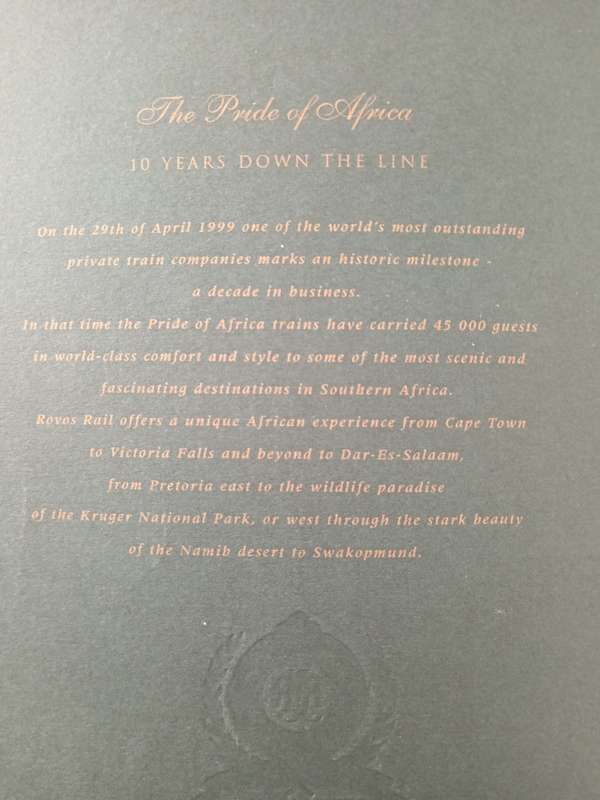 The Pride of Africa
10 YEARS DOWN THE LINE
On the 29th of April 1999 one of the world's most outstanding
private train companies marks an historic milestone -
a decade in business.
In that time the Pride of Africa trains have carried 45 000 guests
in world-class comfort and style to some of the most scenic and
fascinating destinations in Southern Africa.
Rovos Rail offers a unique African experience from Cape Town
to Victoria Falls and beyond to Dar-Es-Salaam,
from Pretoria east to the wildlife paradise
of the Kruger National Park, or west through the stark beauty
of the Namib desert to Swakopmund.